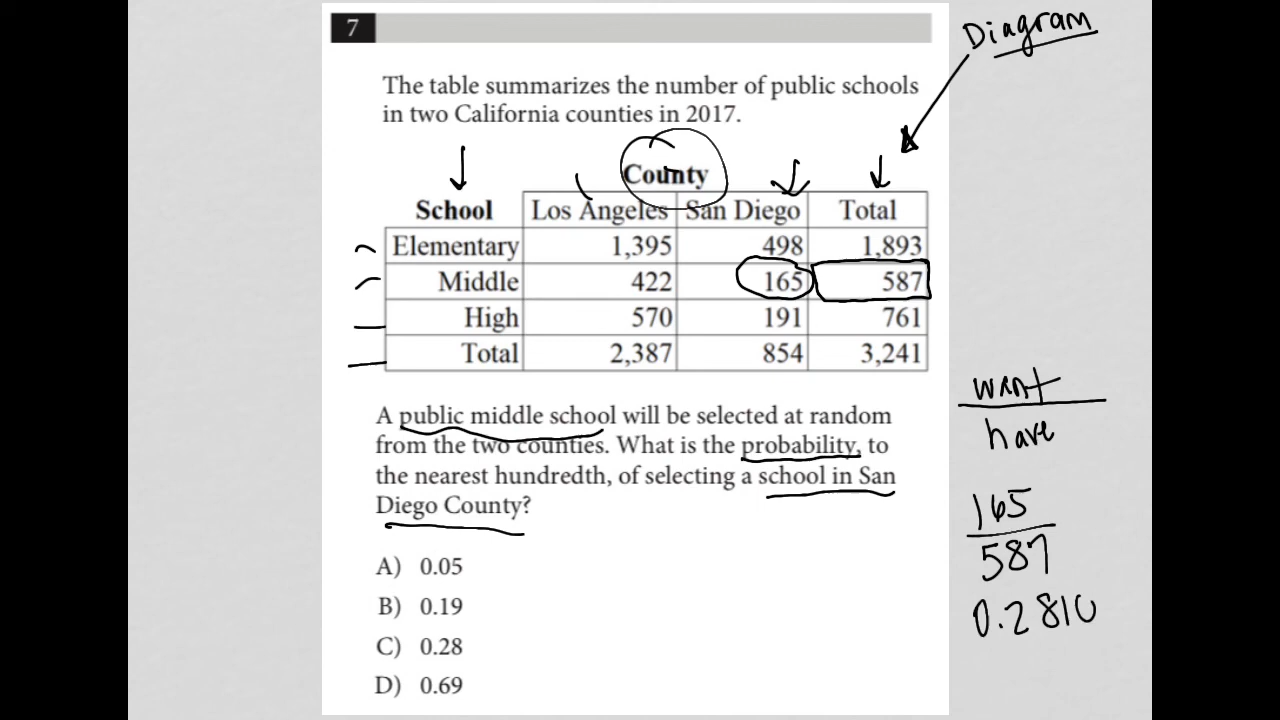 7
Diagram
The table summarizes the number of public schools
in two California counties in 2017.
County
School Los Angeles San Diego Total
Elementary 1,395 498 1,893
Middle 422 165 587
High 570 191 761
Total 2,387 854 3,241
A public middle school will be selected at random
from the two counties. What is the probability, to
the nearest hundredth, of selecting a school in San
Diego County?
A) 0.05
B) 0.19
C) 0.28
D) 0.69
want
have
165
587
0.2810